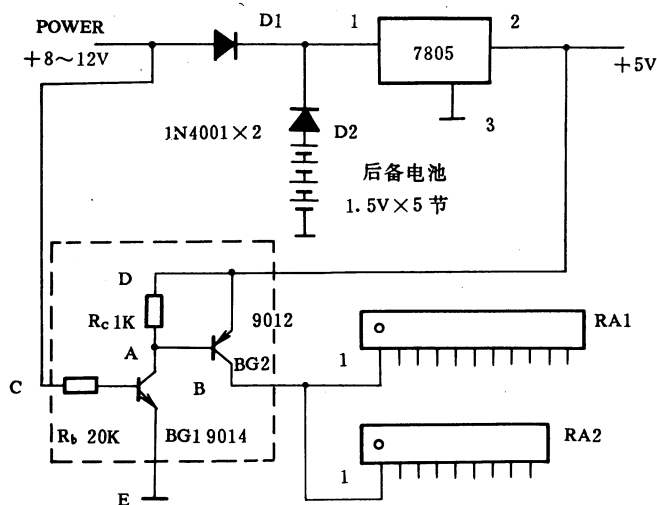 POWER
+8～12V
D1
1
7805
2
+5V
3
1N4001×2
D2
后备电池
1.5V×5节
D
Rc 1K
9012
A
BG2
B
C
Rb 20K
BG1 9014
E
RA1
1
RA2
1